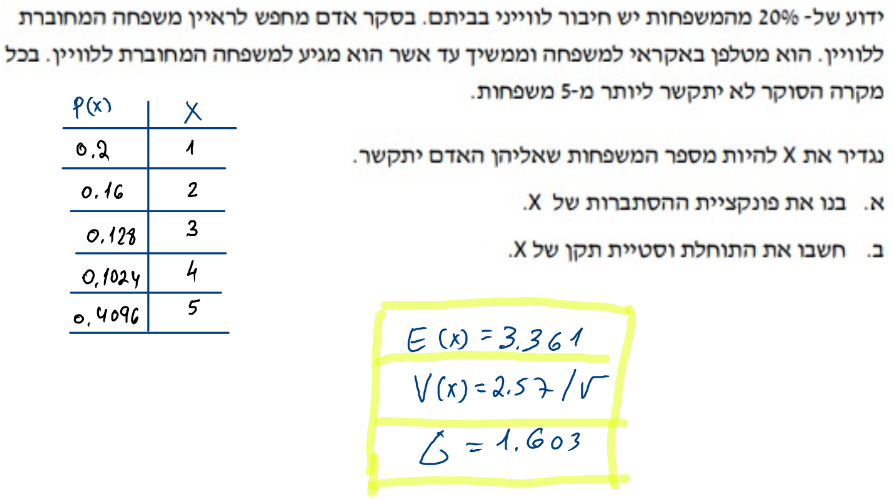 ידוע של- 20% מהמשפחות יש חיבור לווייני בביתם. בסקר אדם מחפש לראיין משפחה המחוברת
ללוויין. הוא מטלפן באקראי למשפחה וממשיך עד אשר הוא מגיע למשפחה המחוברת ללוויין. בכל
מקרה הסוקר לא יתקשר ליותר מ-5 משפחות.
נגדיר את X להיות מספר המשפחות שאליהן האדם יתקשר.
א. בנו את פונקציית ההסתברות של X.
ב. חשבו את התוחלת וסטיית תקן של X.
P(x) X
0.2 1
0.16 2
0.128 3
0.1024 4
0.4096 5
E(x) = 3.361
V(x) = 2.57 / √
б = 1.603